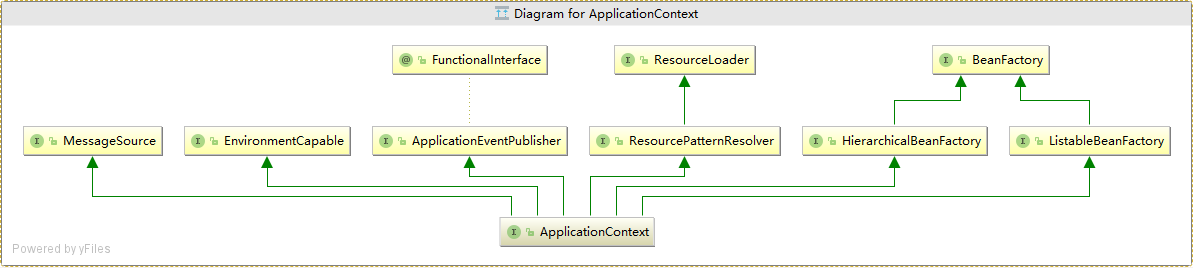 Diagram for ApplicationContext
@ FunctionalInterface
I ResourceLoader
I BeanFactory
I MessageSource
I EnvironmentCapable
I ApplicationEventPublisher
I ResourcePatternResolver
I HierarchicalBeanFactory
I ListableBeanFactory
I ApplicationContext
Powered by yFiles